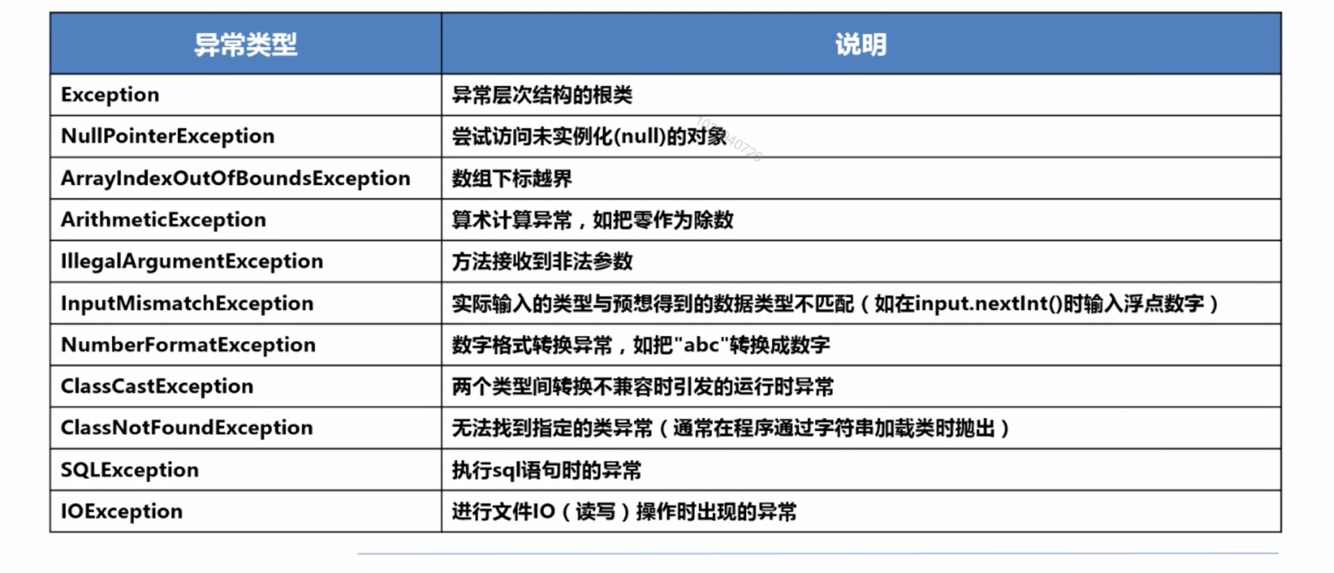 异常类型 说明
Exception 异常层次结构的根类
NullPointerException 尝试访问未实例化(null)的对象
ArrayIndexOutOfBoundsException 数组下标越界
ArithmeticException 算术计算异常，如把零作为除数
IllegalArgumentException 方法接收到非法参数
InputMismatchException 实际输入的类型与预想得到的数据类型不匹配（如在input.nextInt()时输入浮点数字）
NumberFormatException 数字格式转换异常，如把"abc"转换成数字
ClassCastException 两个类型间转换不兼容时引发的运行时异常
ClassNotFoundException 无法找到指定的类异常（通常在程序通过字符串加载类时抛出）
SQLException 执行sql语句时的异常
IOException 进行文件IO（读写）操作时出现的异常